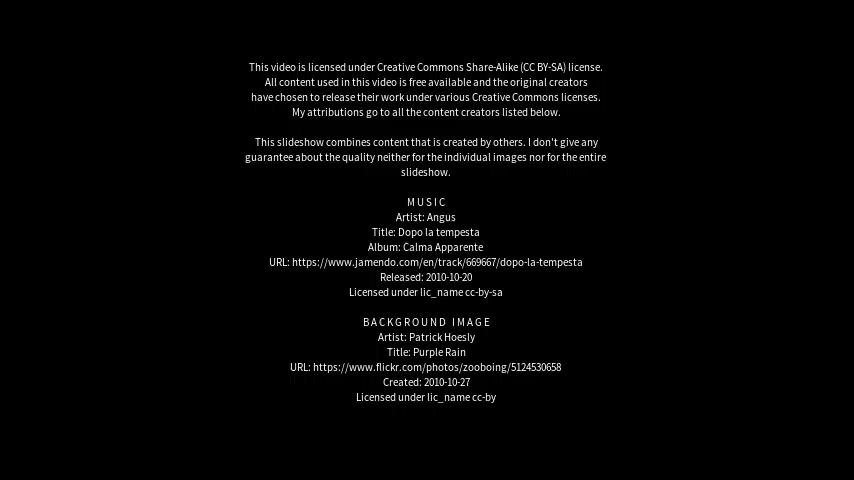 This video is licensed under Creative Commons Share-Alike (CC BY-SA) license.
All content used in this video is free available and the original creators
have chosen to release their work under various Creative Commons licenses.
My attributions go to all the content creators listed below.
This slideshow combines content that is created by others. I don't give any
guarantee about the quality neither for the individual images nor for the entire
slideshow.
MUSIC
Artist: Angus
Title: Dopo la tempesta
Album: Calma Apparente
URL: https://www.jamendo.com/en/track/669667/dopo-la-tempesta
Released: 2010-10-20
Licensed under lic_name cc-by-sa
BACKGROUND IMAGE
Artist: Patrick Hoesly
Title: Purple Rain
URL: https://www.flickr.com/photos/zooboing/5124530658
Created: 2010-10-27
Licensed under lic_name cc-by